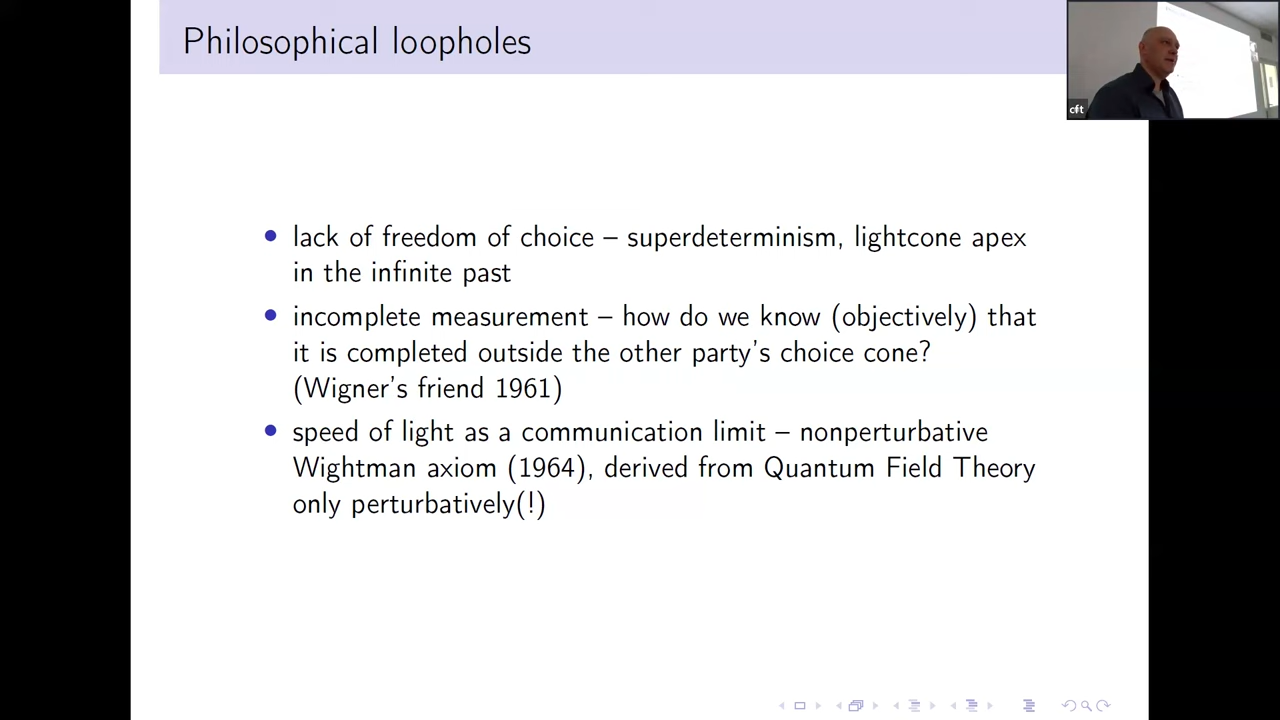 Philosophical loopholes
cft
• lack of freedom of choice – superdeterminism, lightcone apex
in the infinite past
• incomplete measurement – how do we know (objectively) that
it is completed outside the other party's choice cone?
(Wigner's friend 1961)
• speed of light as a communication limit – nonperturbative
Wightman axiom (1964), derived from Quantum Field Theory
only perturbatively(!)